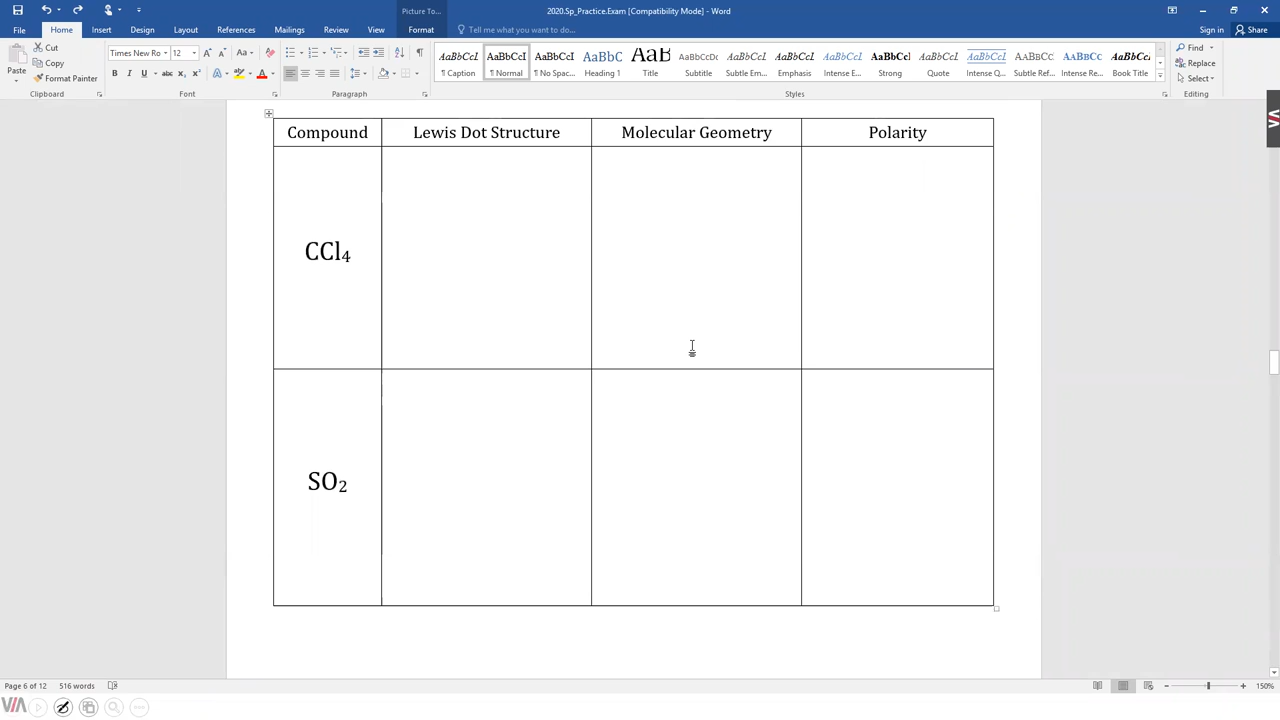 Picture To...
2020.Sp_Practice.Exam [Compatibility Mode] - Word
File Home Insert Design Layout References Mailings Review View Format Tell me what you want to do... Sign in Share
Paste
Cut
Copy
Format Painter
Clipboard
Times New Ro 12
Font
Paragraph
AaBbCcI AaBbCcI AaBbCcI AaBbC AaB AaBbCcDd AaBbCcI AaBbCcI AaBbCcI AaBbCcI AaBbCcI AaBbCcI AABBCC AABBCC AaBbCcI
¶ Caption ¶ Normal ¶ No Spac... Heading 1 Title Subtitle Subtle Em... Emphasis Intense E... Strong Quote Intense Q... Subtle Ref... Intense Re... Book Title
Styles
Find
Replace
Select
Editing
Compound Lewis Dot Structure Molecular Geometry Polarity
CCl₄
SO₂
Page 6 of 12 516 words 150%
VIA